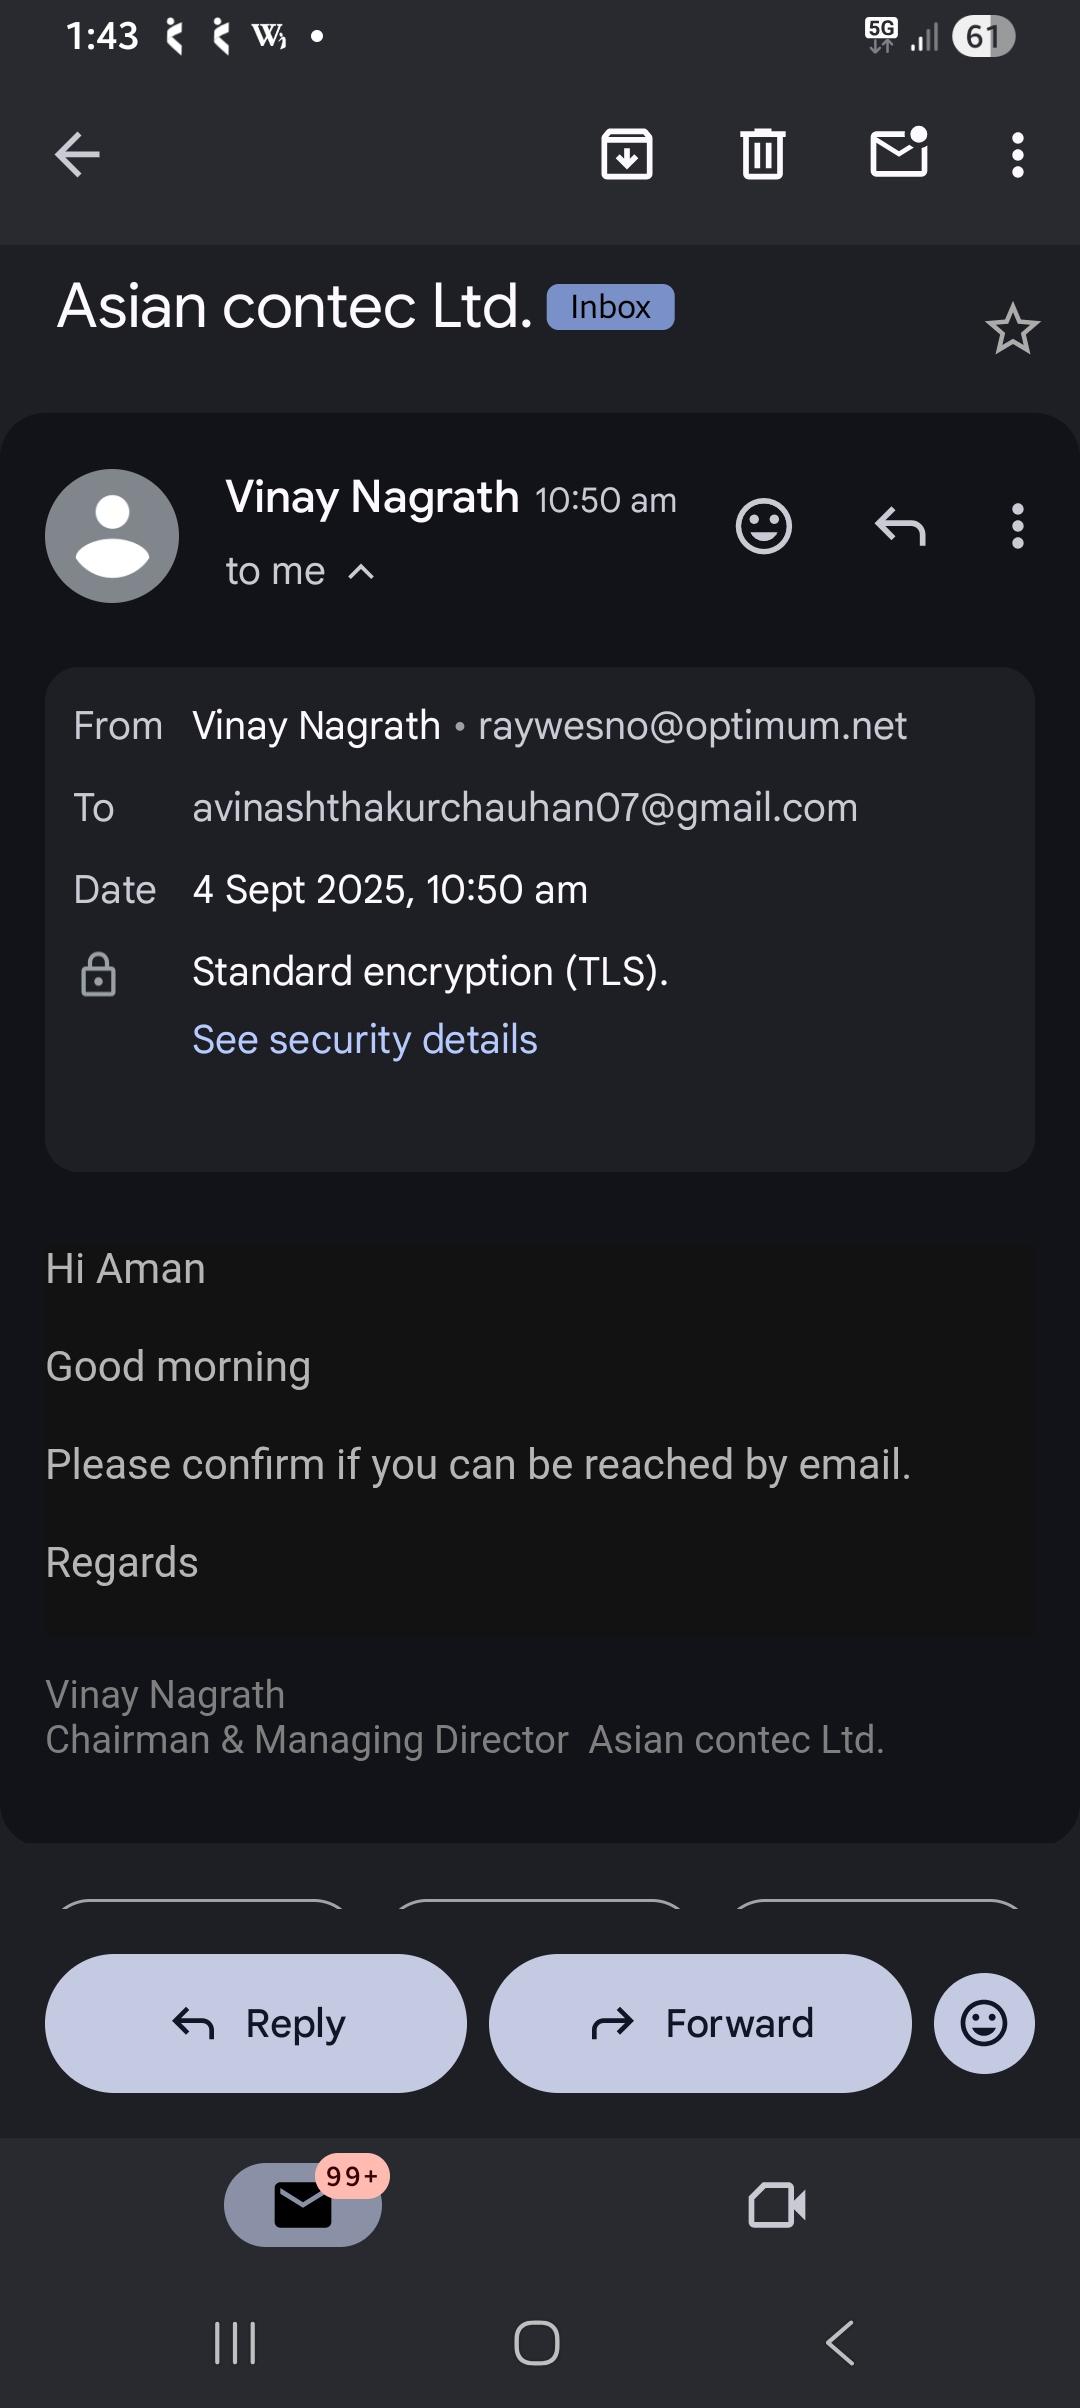 1:43
5G
61
Asian contec Ltd. Inbox
Vinay Nagrath 10:50 am
to me
From Vinay Nagrath • raywesno@optimum.net
To avinashthakurchauhan07@gmail.com
Date 4 Sept 2025, 10:50 am
Standard encryption (TLS).
See security details
Hi Aman
Good morning
Please confirm if you can be reached by email.
Regards
Vinay Nagrath
Chairman & Managing Director Asian contec Ltd.
Reply
Forward
99+